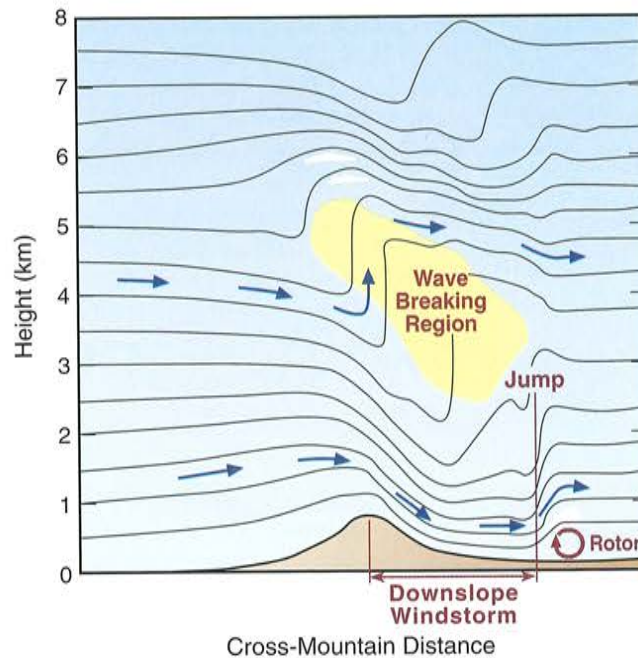 8
7
6
5
4
3
2
1
0
Height (km)
Wave
Breaking
Region
Jump
Rotor
Downslope
Windstorm
Cross-Mountain Distance